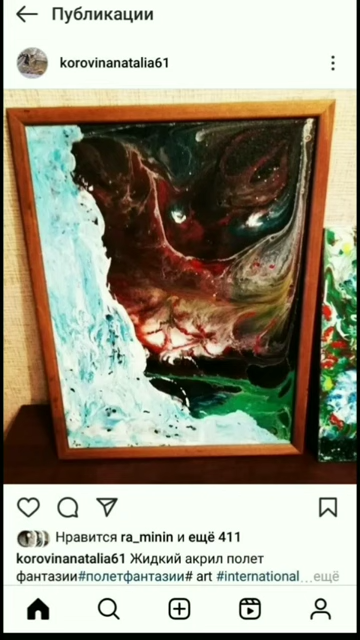 Публикации
korovinanatalia61
Нравится ra_minin и ещё 411
korovinanatalia61 Жидкий акрил полет
фантазии#полетфантазии# art #international...ещё